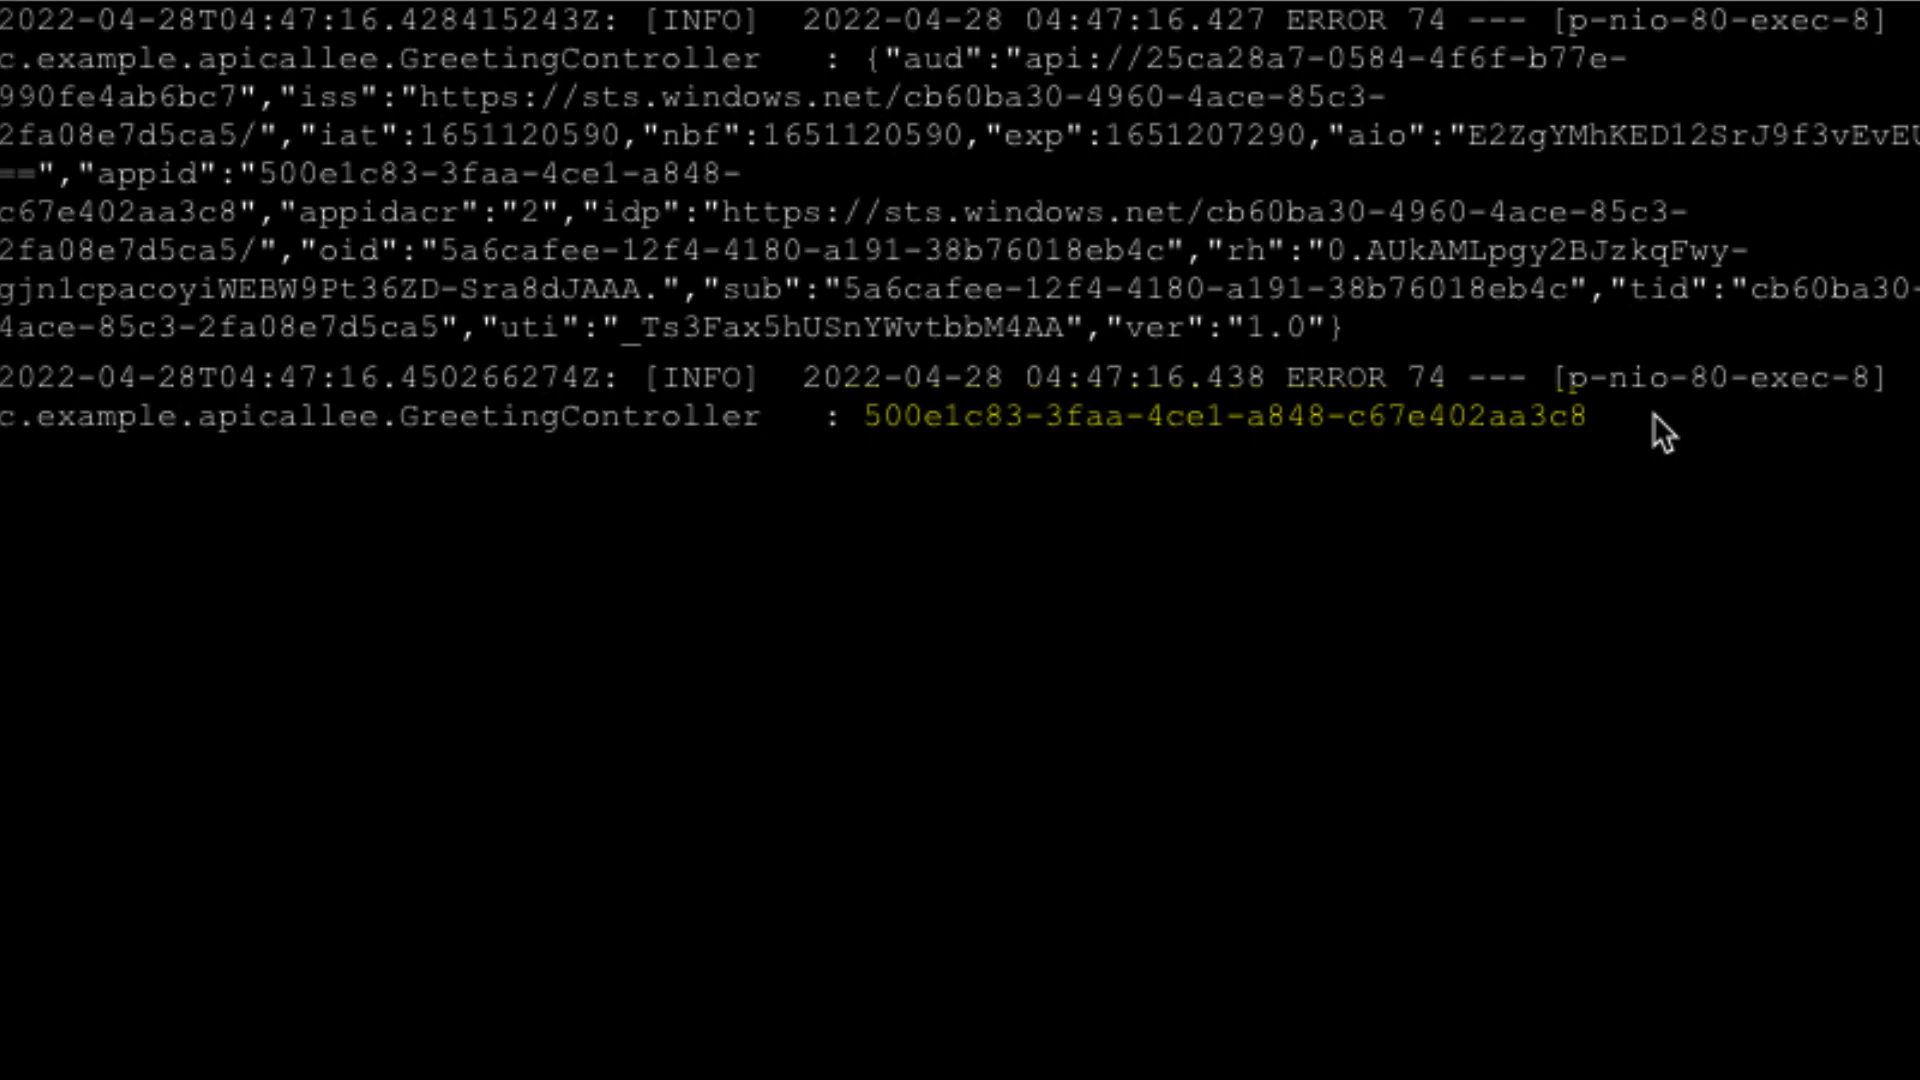 2022-04-28T04:47:16.428415243Z: [INFO]  2022-04-28 04:47:16.427 ERROR 74 --- [p-nio-80-exec-8]
c.example.apicallee.GreetingController   : {"aud":"api://25ca28a7-0584-4f6f-b77e-
990fe4ab6bc7","iss":"https://sts.windows.net/cb60ba30-4960-4ace-85c3-
2fa08e7d5ca5/","iat":1651120590,"nbf":1651120590,"exp":1651207290,"aio":"E2ZgYMhKED12SrJ9f3vEvEU
==","appid":"500e1c83-3faa-4ce1-a848-
c67e402aa3c8","appidacr":"2","idp":"https://sts.windows.net/cb60ba30-4960-4ace-85c3-
2fa08e7d5ca5/","oid":"5a6cafee-12f4-4180-a191-38b76018eb4c","rh":"0.AUkAMLpgy2BJzkqFwy-
gjn1cpacoyiWEBW9Pt36ZD-Sra8dJAAA.","sub":"5a6cafee-12f4-4180-a191-38b76018eb4c","tid":"cb60ba30-
4ace-85c3-2fa08e7d5ca5","uti":"_Ts3Fax5hUSnYWvtbbM4AA","ver":"1.0"}
2022-04-28T04:47:16.450266274Z: [INFO]  2022-04-28 04:47:16.438 ERROR 74 --- [p-nio-80-exec-8]
c.example.apicallee.GreetingController   : 500e1c83-3faa-4ce1-a848-c67e402aa3c8